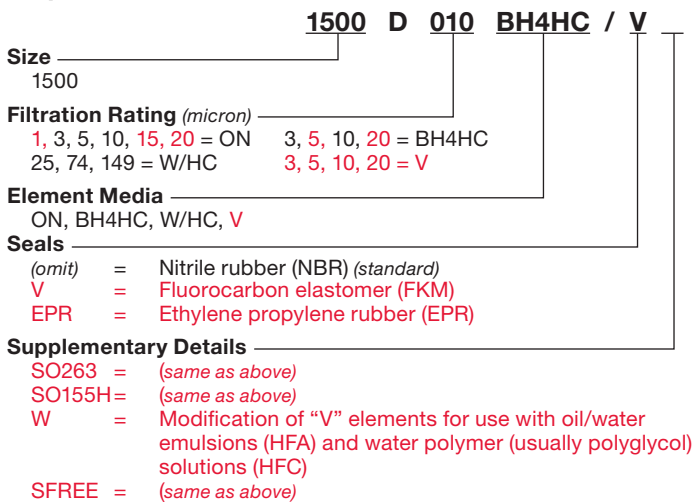 1500 D 010 BH4HC / V
Size
1500
Filtration Rating (micron)
1, 3, 5, 10, 15, 20 = ON 3, 5, 10, 20 = BH4HC
25, 74, 149 = W/HC 3, 5, 10, 20 = V
Element Media
ON, BH4HC, W/HC, V
Seals
(omit) = Nitrile rubber (NBR) (standard)
V = Fluorocarbon elastomer (FKM)
EPR = Ethylene propylene rubber (EPR)
Supplementary Details
SO263 = (same as above)
SO155H = (same as above)
W = Modification of “V” elements for use with oil/water
emulsions (HFA) and water polymer (usually polyglycol)
solutions (HFC)
SFREE = (same as above)